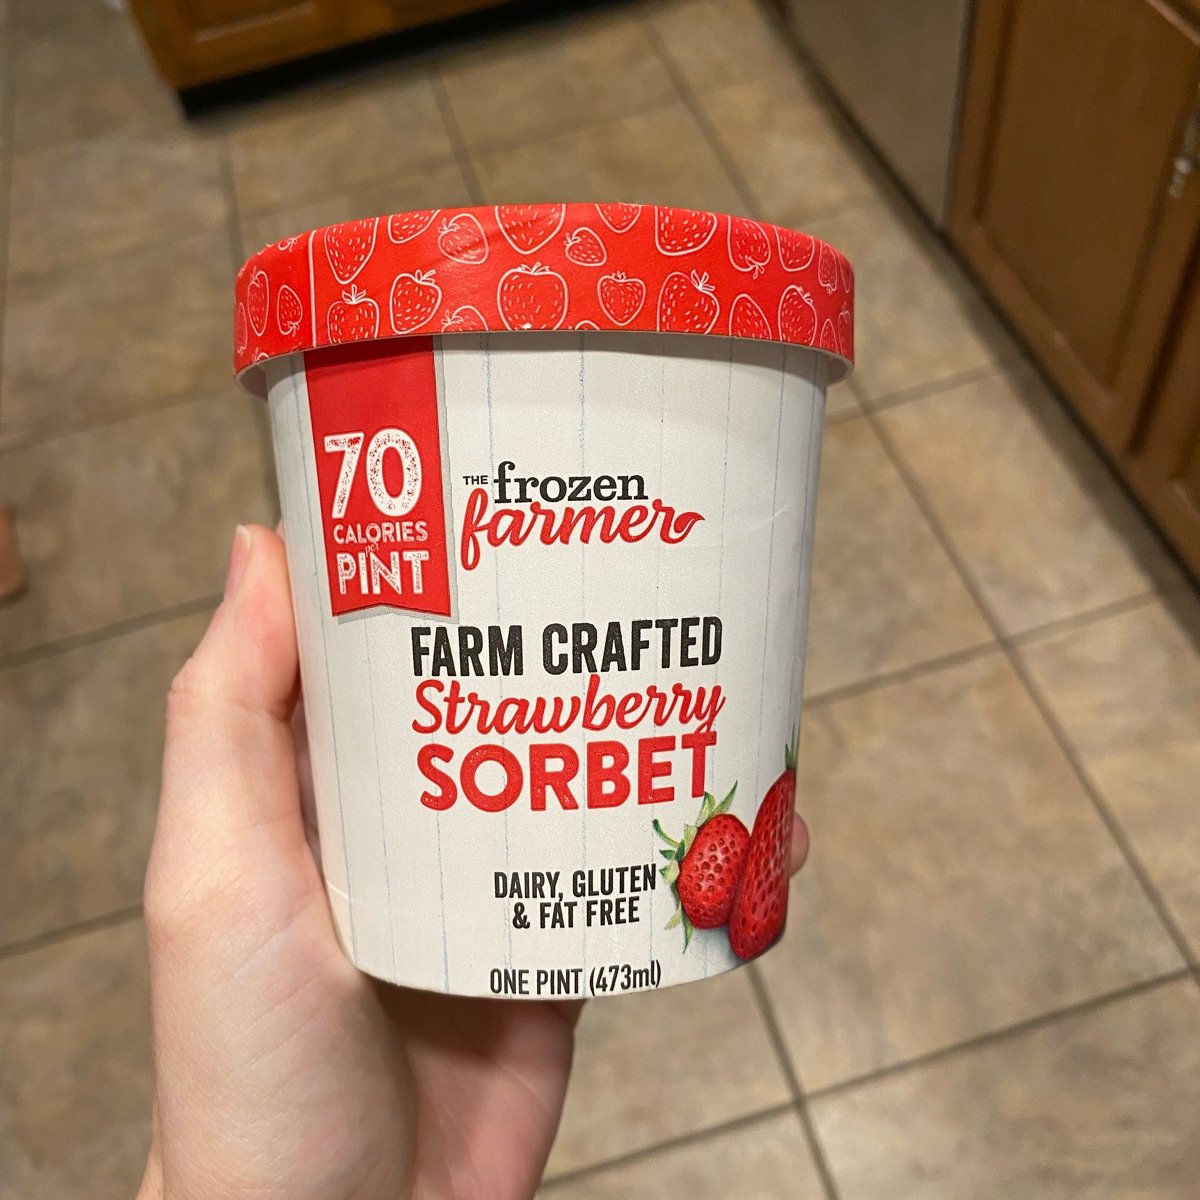 70
CALORIES
per
PINT
THE frozen
farmer
FARM CRAFTED
Strawberry
SORBET
DAIRY, GLUTEN
& FAT FREE
ONE PINT (473ml)